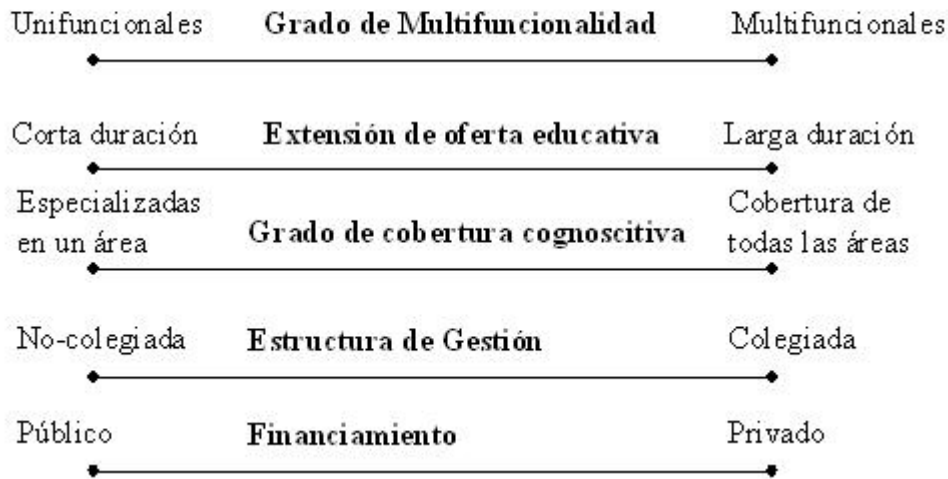 Unifuncionales Grado de Multifuncionalidad Multifuncionales
Corta duración Extensión de oferta educativa Larga duración
Especializadas
en un área
Grado de cobertura cognoscitiva
Cobertura de
todas las áreas
No-colegiada Estructura de Gestión Colegiada
Público Financiamiento Privado